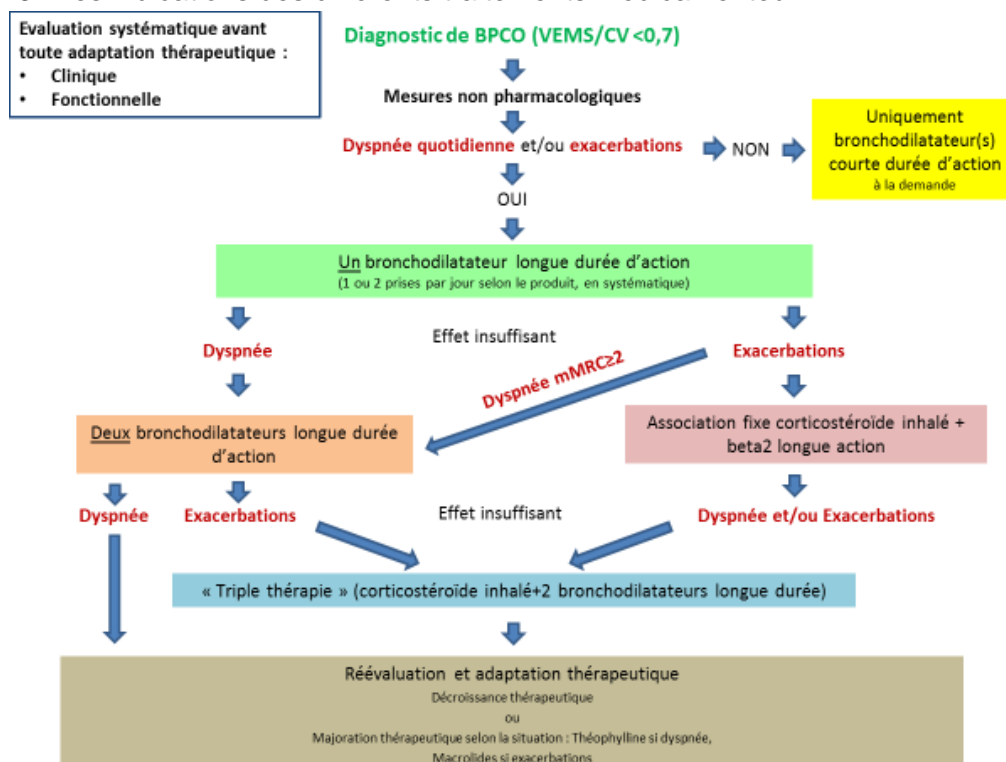 Evaluation systématique avant
toute adaptation thérapeutique :
• Clinique
• Fonctionnelle
Diagnostic de BPCO (VEMS/CV <0,7)
Mesures non pharmacologiques
Dyspnée quotidienne et/ou exacerbations
NON
Uniquement
bronchodilatateur(s)
courte durée d'action
à la demande
OUI
Un bronchodilatateur longue durée d'action
(1 ou 2 prises par jour selon le produit, en systématique)
Effet insuffisant
Dyspnée
Exacerbations
Dyspnée mMRC≥2
Deux bronchodilatateurs longue durée
d'action
Association fixe corticostéroïde inhalé +
beta2 longue action
Dyspnée
Exacerbations
Effet insuffisant
Dyspnée et/ou Exacerbations
« Triple thérapie » (corticostéroïde inhalé+2 bronchodilatateurs longue durée)
Réévaluation et adaptation thérapeutique
Décroissance thérapeutique
ou
Majoration thérapeutique selon la situation : Théophylline si dyspnée,
Macrolides si exacerbations